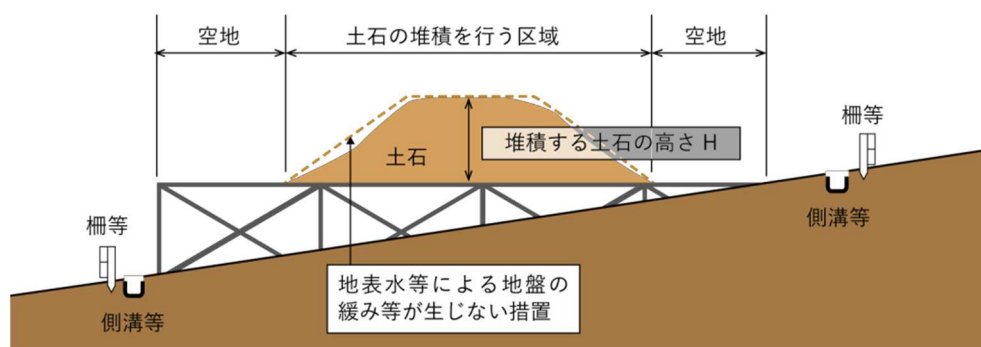 空地
土石の堆積を行う区域
空地
柵等
堆積する土石の高さH
土石
側溝等
柵等
地表水等による地盤の
緩み等が生じない措置
側溝等